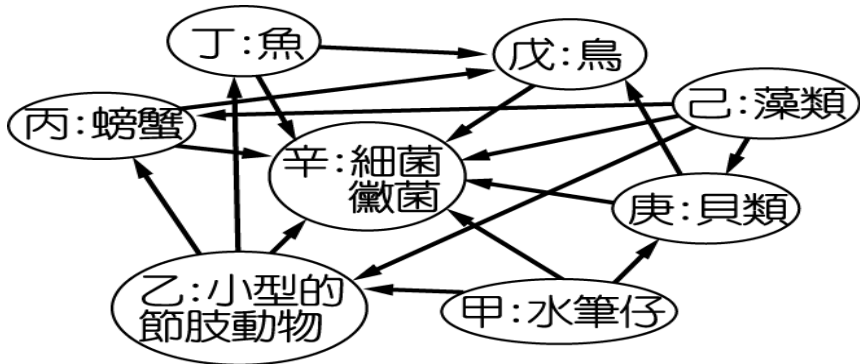 丁:魚
戊:鳥
己:藻類
丙:螃蟹
辛:細菌
黴菌
庚:貝類
乙:小型的
節肢動物
甲:水筆仔